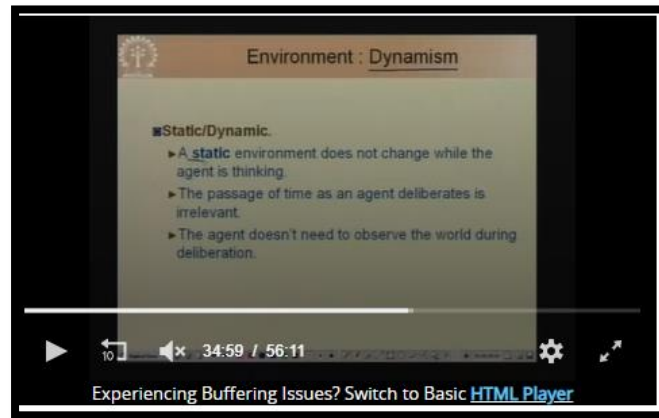 Environment : Dynamism
Static/Dynamic.
A static environment does not change while the
agent is thinking.
The passage of time as an agent deliberates is
irrelevant.
The agent doesn't need to observe the world during
deliberation.
10
34:59 / 56:11
Experiencing Buffering Issues? Switch to Basic HTML Player